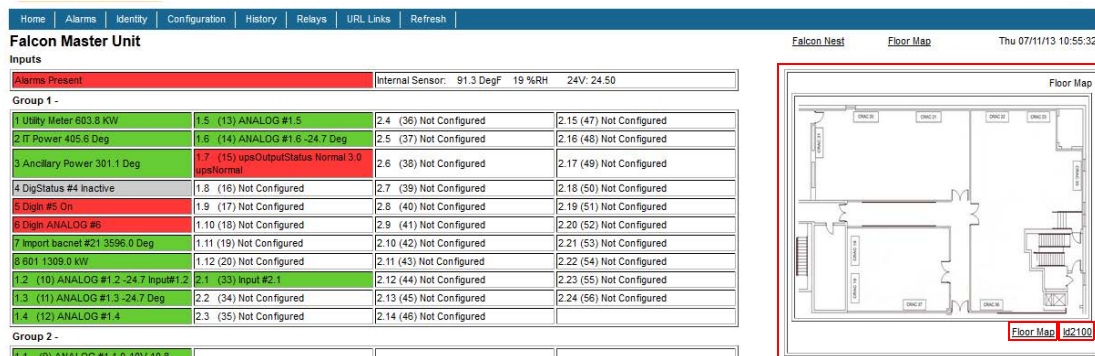 Home Alarms Identity Configuration History Relays URL Links Refresh
Falcon Master Unit Falcon Nest Floor Map Thu 07/11/13 10:55:32
Inputs
Alarms Present Internal Sensor: 91.3 DegF 19 %RH 24V: 24.50
Floor Map
Group 1 -
1 Utility Meter 603.8 KW 1.5 (13) ANALOG #1.5 2.4 (36) Not Configured 2.15 (47) Not Configured
2 IT Power 405.6 Deg 1.6 (14) ANALOG #1.6 -24.7 Deg 2.5 (37) Not Configured 2.16 (48) Not Configured
3 Ancillary Power 301.1 Deg 1.7 (15) upsOutputStatus Normal 3.0 upsNormal 2.6 (38) Not Configured 2.17 (49) Not Configured
4 DigStatus #4 Inactive 1.8 (16) Not Configured 2.7 (39) Not Configured 2.18 (50) Not Configured
5 DigIn #5 On 1.9 (17) Not Configured 2.8 (40) Not Configured 2.19 (51) Not Configured
6 DigIn ANALOG #6 1.10 (18) Not Configured 2.9 (41) Not Configured 2.20 (52) Not Configured
7 Import bacnet #21 3596.0 Deg 1.11 (19) Not Configured 2.10 (42) Not Configured 2.21 (53) Not Configured
8 601 1309.0 kW 1.12 (20) Not Configured 2.11 (43) Not Configured 2.22 (54) Not Configured
1.2 (10) ANALOG #1.2 -24.7 Input#1.2 2.1 (33) Input #2.1 2.12 (44) Not Configured 2.23 (55) Not Configured
1.3 (11) ANALOG #1.3 -24.7 Deg 2.2 (34) Not Configured 2.13 (45) Not Configured 2.24 (56) Not Configured
1.4 (12) ANALOG #1.4 2.3 (35) Not Configured 2.14 (46) Not Configured
Group 2 -
CRAC 20 CRAC 21 CRAC 22 CRAC 23
CRAC 37 CRAC 36
Floor Map Id2100